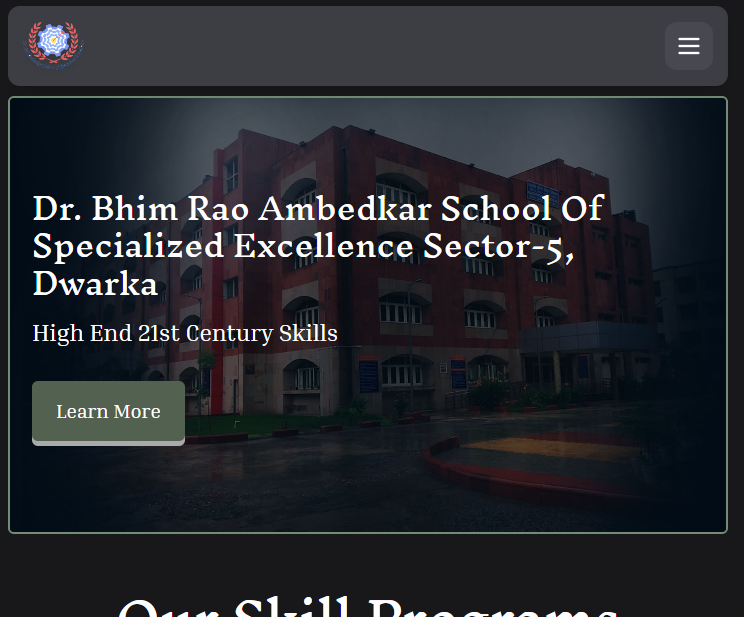 Dr. Bhim Rao Ambedkar School Of
Specialized Excellence Sector-5,
Dwarka
High End 21st Century Skills
Learn More
Our Skill Programs